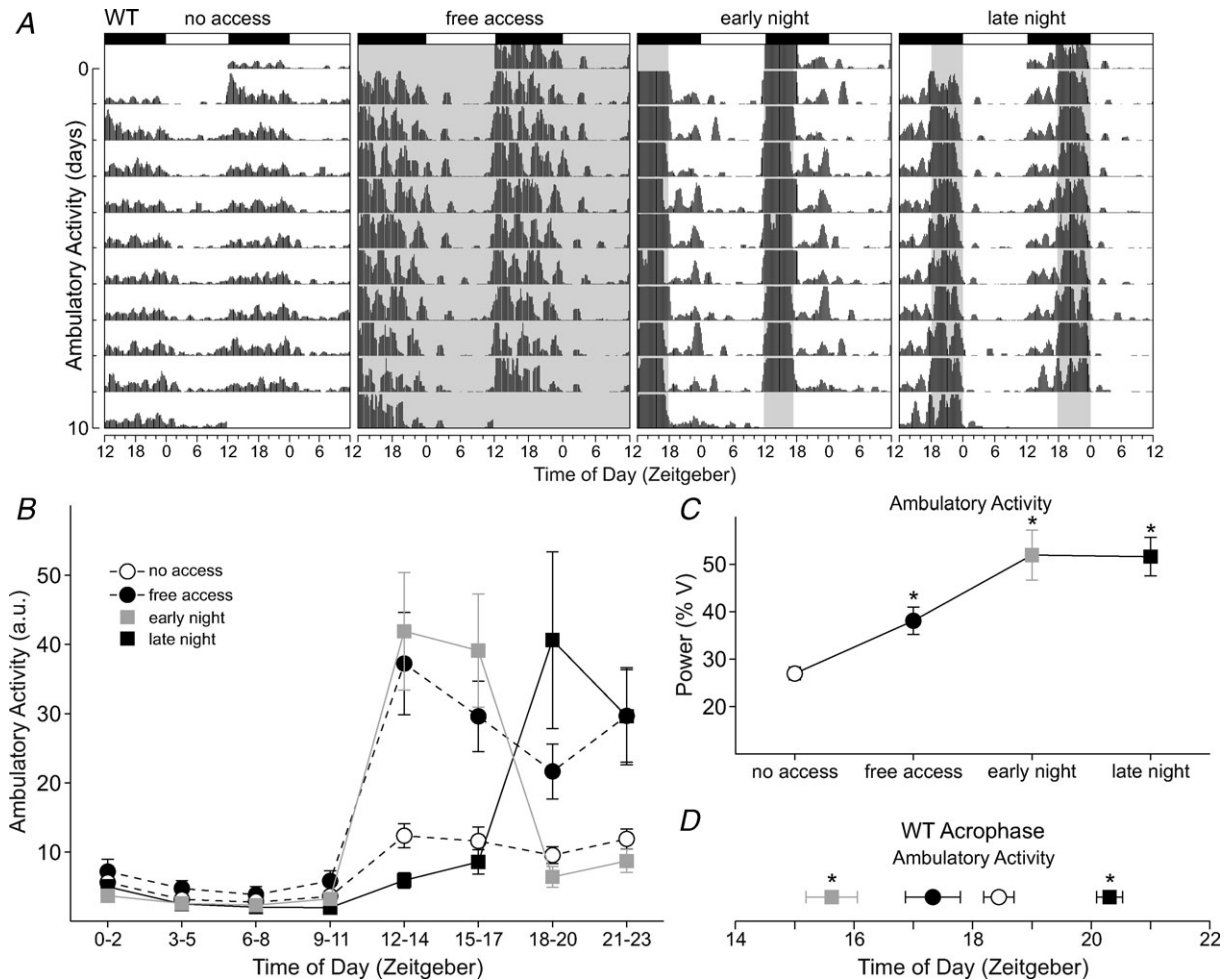 A
WT
no access
free access
early night
late night
0
10
Ambulatory Activity (days)
12 18 0 6 12 18 0 6 12
12 18 0 6 12 18 0 6 12
12 18 0 6 12 18 0 6 12
12 18 0 6 12 18 0 6 12
Time of Day (Zeitgeber)
B
no access
free access
early night
late night
50
40
30
20
10
Ambulatory Activity (a.u.)
0-2 3-5 6-8 9-11 12-14 15-17 18-20 21-23
Time of Day (Zeitgeber)
C
Ambulatory Activity
* * *
50
40
30
20
Power (% V)
no access free access early night late night
D
WT Acrophase
Ambulatory Activity
* *
14 16 18 20 22
Time of Day (Zeitgeber)